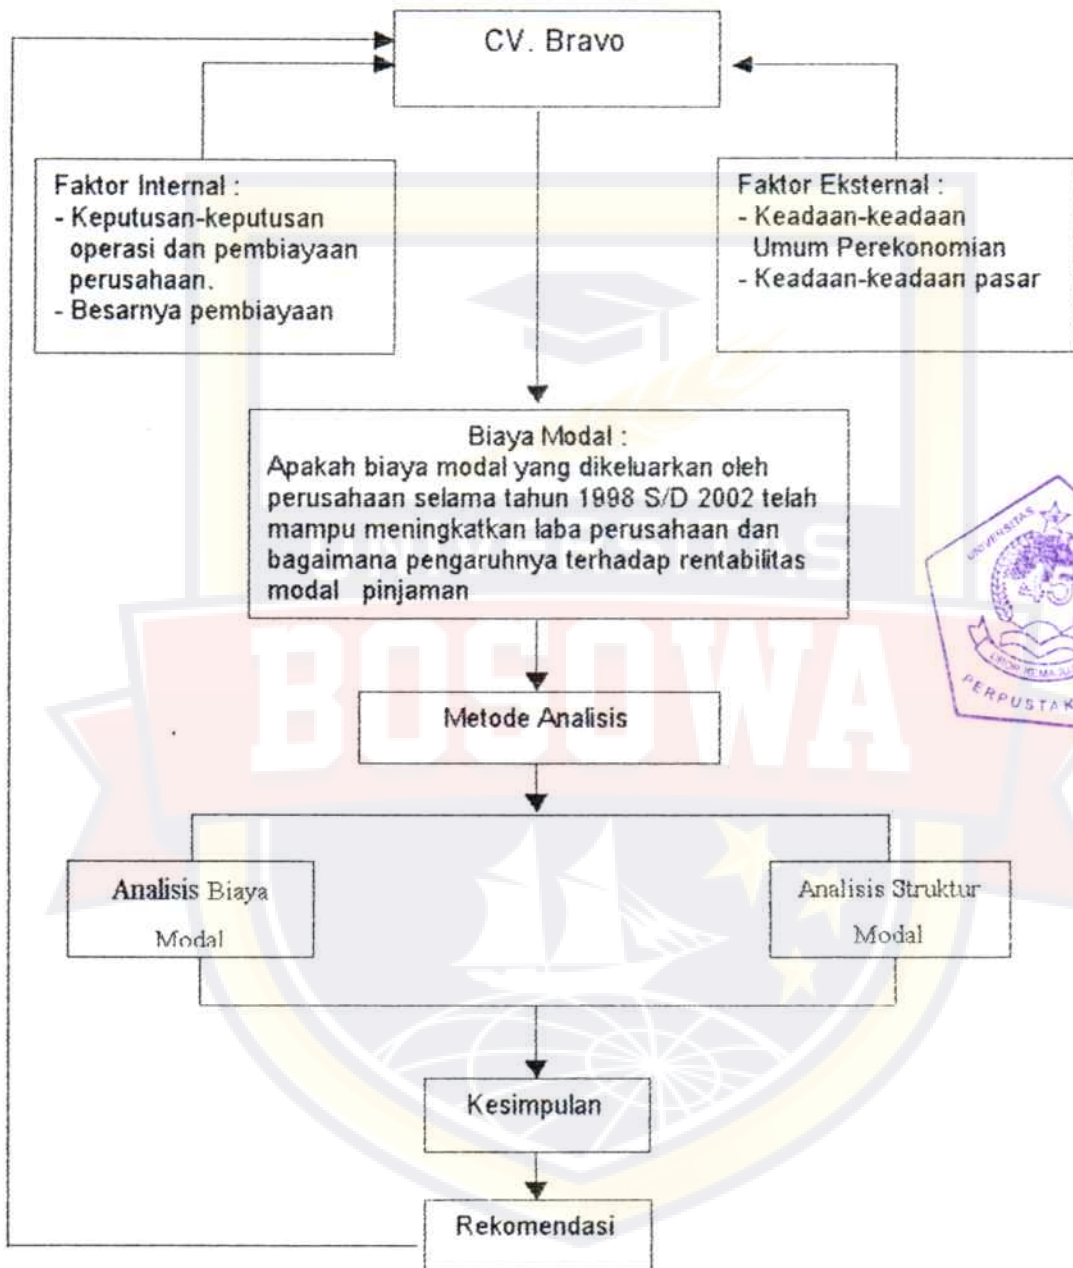 CV. Bravo
Faktor Internal :
- Keputusan-keputusan
operasi dan pembiayaan
perusahaan.
- Besarnya pembiayaan
Faktor Eksternal :
- Keadaan-keadaan
Umum Perekonomian
- Keadaan-keadaan pasar
Biaya Modal :
Apakah biaya modal yang dikeluarkan oleh
perusahaan selama tahun 1998 S/D 2002 telah
mampu meningkatkan laba perusahaan dan
bagaimana pengaruhnya terhadap rentabilitas
modal pinjaman
UNIVERSITAS
BOSOWA
UNIVERSITAS
45
Metode Analisis
Analisis Biaya
Modal
Analisis Struktur
Modal
Kesimpulan
Rekomendasi